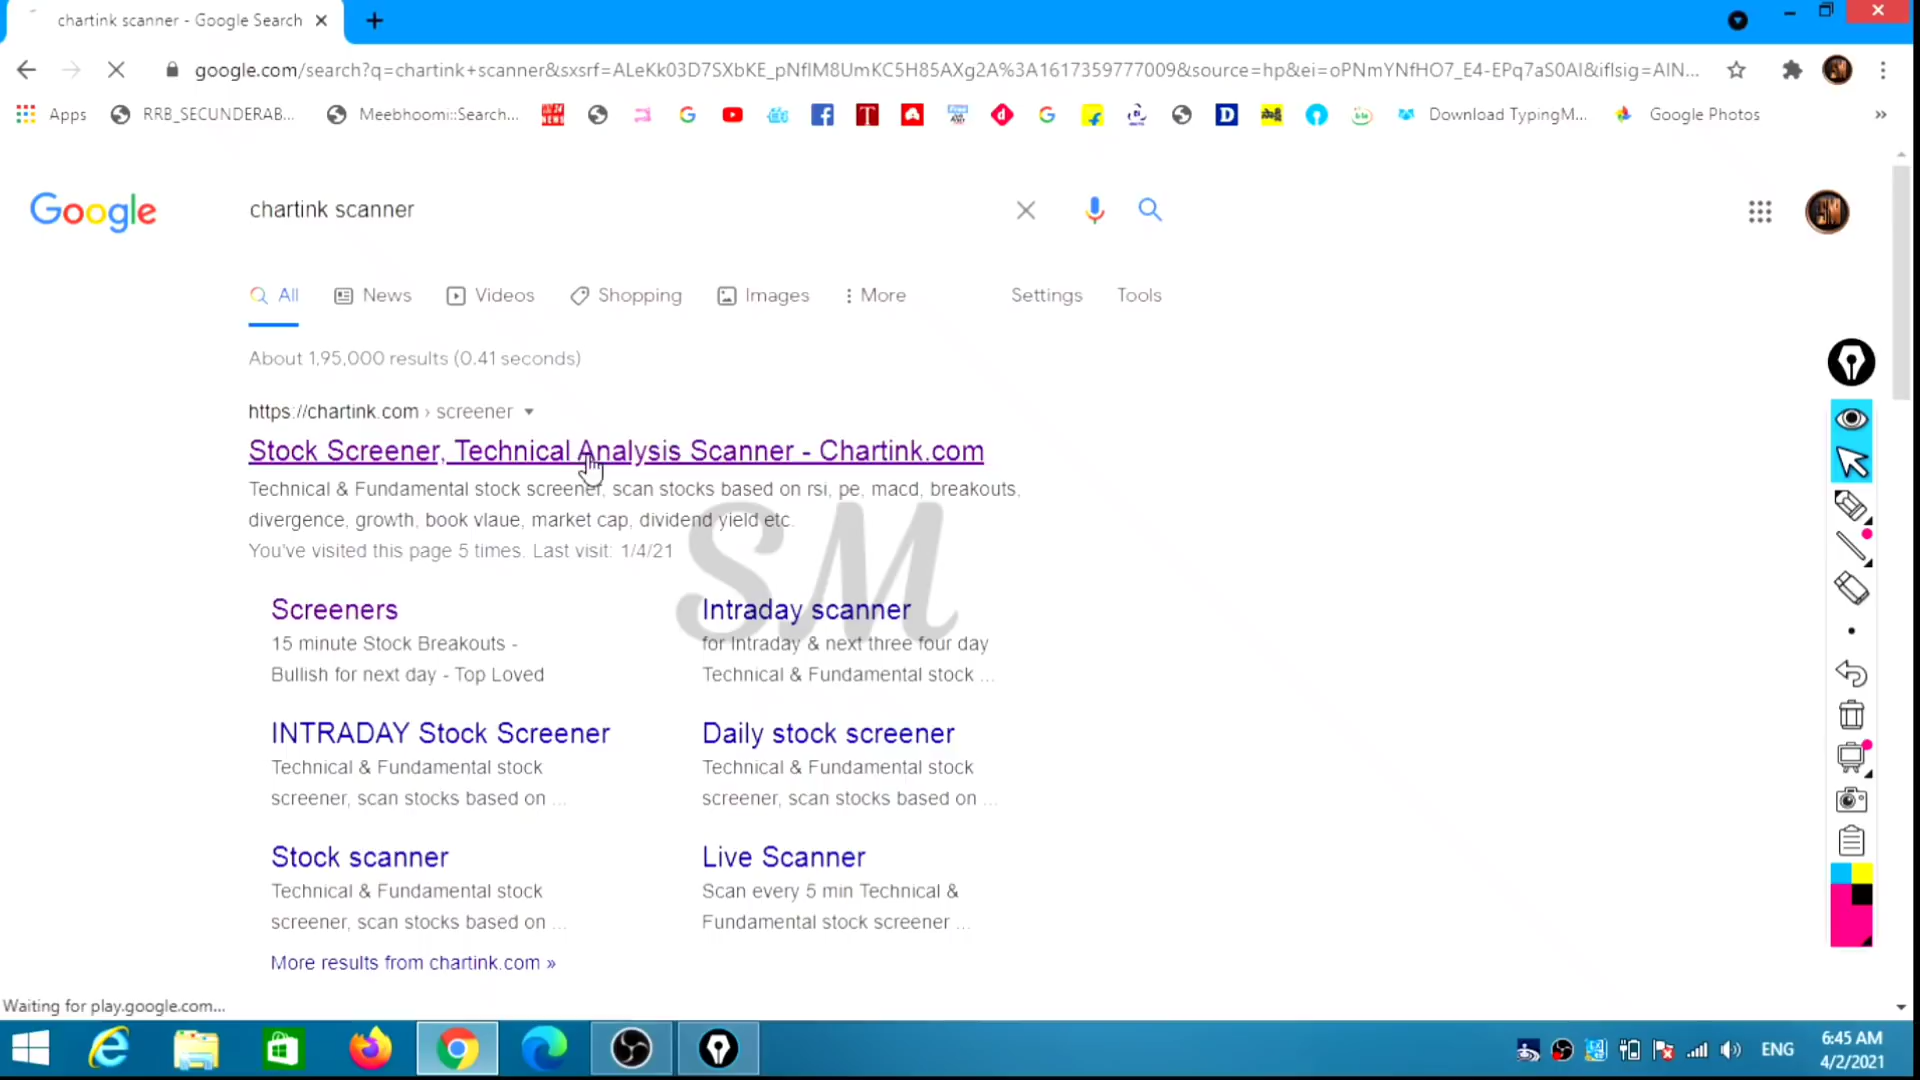 chartink scanner - Google Search
google.com/search?q=chartink+scanner&sxsrf=ALeKk03D7SXbKE_pNflM8UmKC5H85AXg2A%3A1617359777009&source=hp&ei=oPNmYNfHO7_E4-EPq7aS0AI&iflsig=AIN...
Apps RRB_SECUNDERAB... Meebhoomi::Search... Download TypingM... Google Photos »
Google chartink scanner
All News Videos Shopping Images More Settings Tools
About 1,95,000 results (0.41 seconds)
https://chartink.com › screener
Stock Screener, Technical Analysis Scanner - Chartink.com
Technical & Fundamental stock screener, scan stocks based on rsi, pe, macd, breakouts,
divergence, growth, book vlaue, market cap, dividend yield etc.
You've visited this page 5 times. Last visit: 1/4/21
SM
Screeners
15 minute Stock Breakouts -
Bullish for next day - Top Loved
Intraday scanner
for Intraday & next three four day
Technical & Fundamental stock ...
INTRADAY Stock Screener
Technical & Fundamental stock
screener, scan stocks based on ...
Daily stock screener
Technical & Fundamental stock
screener, scan stocks based on ...
Stock scanner
Technical & Fundamental stock
screener, scan stocks based on ...
Live Scanner
Scan every 5 min Technical &
Fundamental stock screener ...
More results from chartink.com »
Waiting for play.google.com...
ENG
6:45 AM
4/2/2021